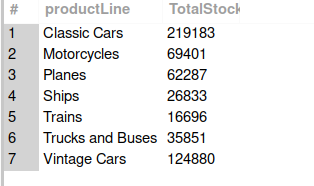 # productLine TotalStock
1 Classic Cars 219183
2 Motorcycles 69401
3 Planes 62287
4 Ships 26833
5 Trains 16696
6 Trucks and Buses 35851
7 Vintage Cars 124880